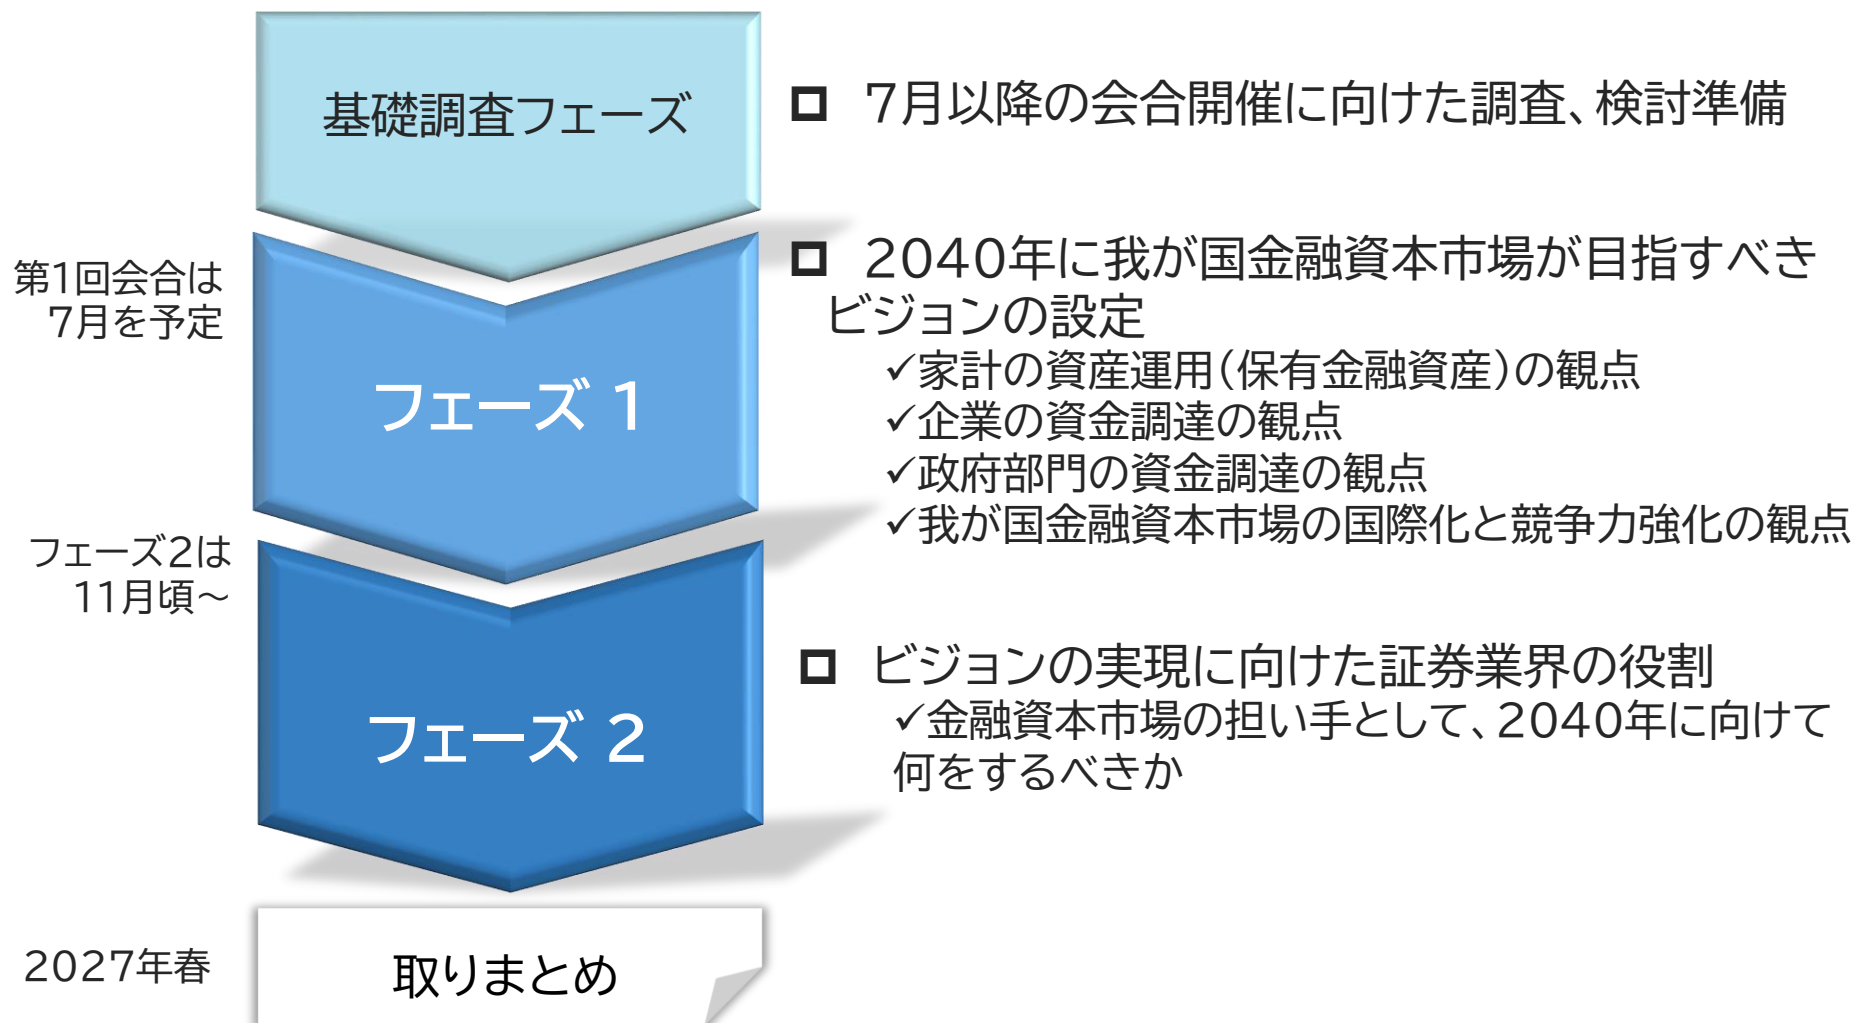 基礎調査フェーズ
7月以降の会合開催に向けた調査、検討準備
第1回会合は
7月を予定
フェーズ 1
2040年に我が国金融資本市場が目指すべき
ビジョンの設定
✓家計の資産運用(保有金融資産)の観点
✓企業の資金調達の観点
✓政府部門の資金調達の観点
✓我が国金融資本市場の国際化と競争力強化の観点
フェーズ2は
11月頃~
フェーズ 2
ビジョンの実現に向けた証券業界の役割
✓金融資本市場の担い手として、2040年に向けて
何をするべきか
2027年春
取りまとめ